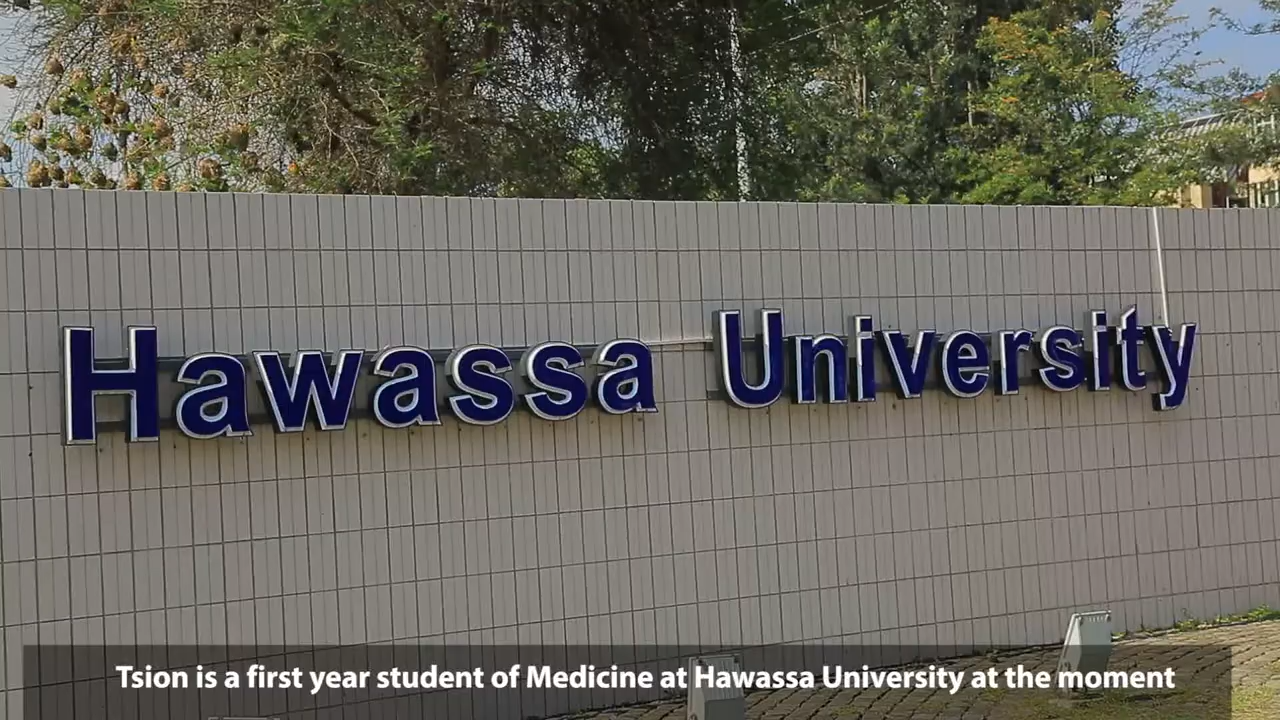 Hawassa University
Tsion is a first year student of Medicine at Hawassa University at the moment